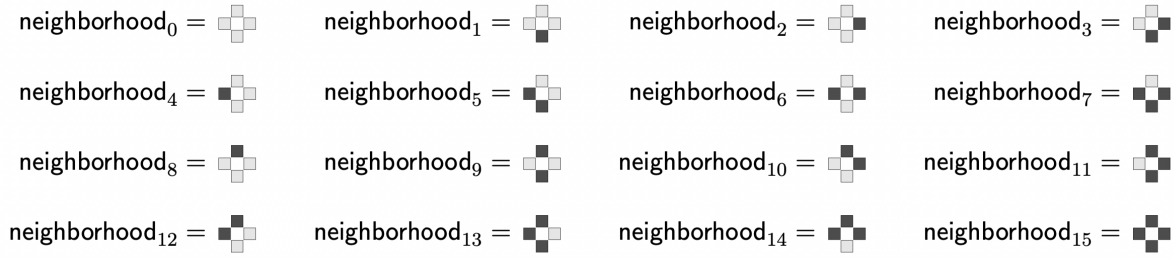 neighborhood₀ = neighborhood₁ = neighborhood₂ = neighborhood₃ =
neighborhood₄ = neighborhood₅ = neighborhood₆ = neighborhood₇ =
neighborhood₈ = neighborhood₉ = neighborhood₁₀ = neighborhood₁₁ =
neighborhood₁₂ = neighborhood₁₃ = neighborhood₁₄ = neighborhood₁₅ =